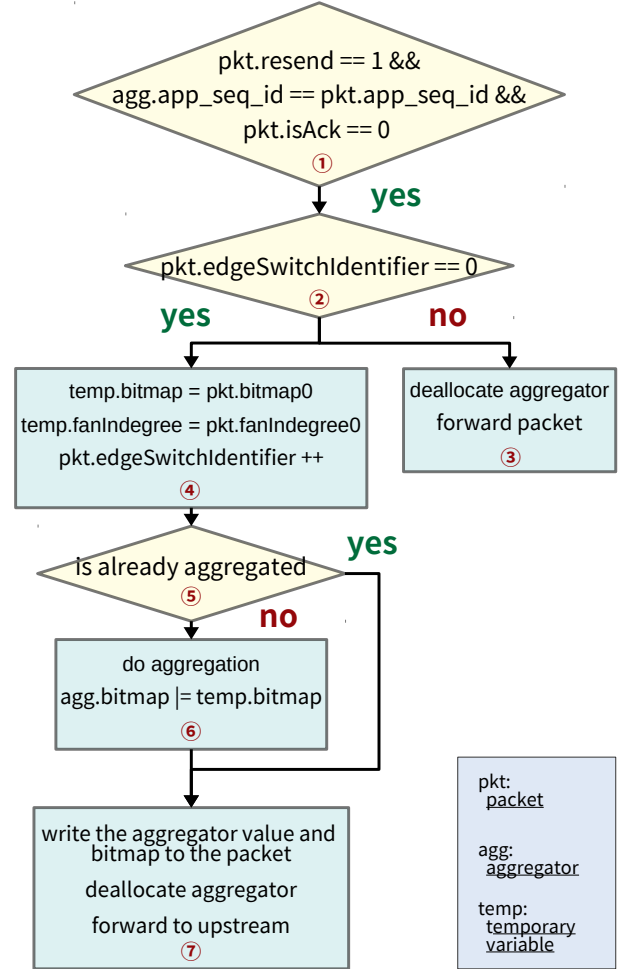 pkt.resend == 1 &&
agg.app_seq_id == pkt.app_seq_id &&
pkt.isAck == 0
①
yes
pkt.edgeSwitchIdentifier == 0
②
yes
no
temp.bitmap = pkt.bitmap0
temp.fanIndegree = pkt.fanIndegree0
pkt.edgeSwitchIdentifier ++
④
deallocate aggregator
forward packet
③
is already aggregated
⑤
yes
no
do aggregation
agg.bitmap |= temp.bitmap
⑥
write the aggregator value and
bitmap to the packet
deallocate aggregator
forward to upstream
⑦
pkt:
packet
agg:
aggregator
temp:
temporary
variable